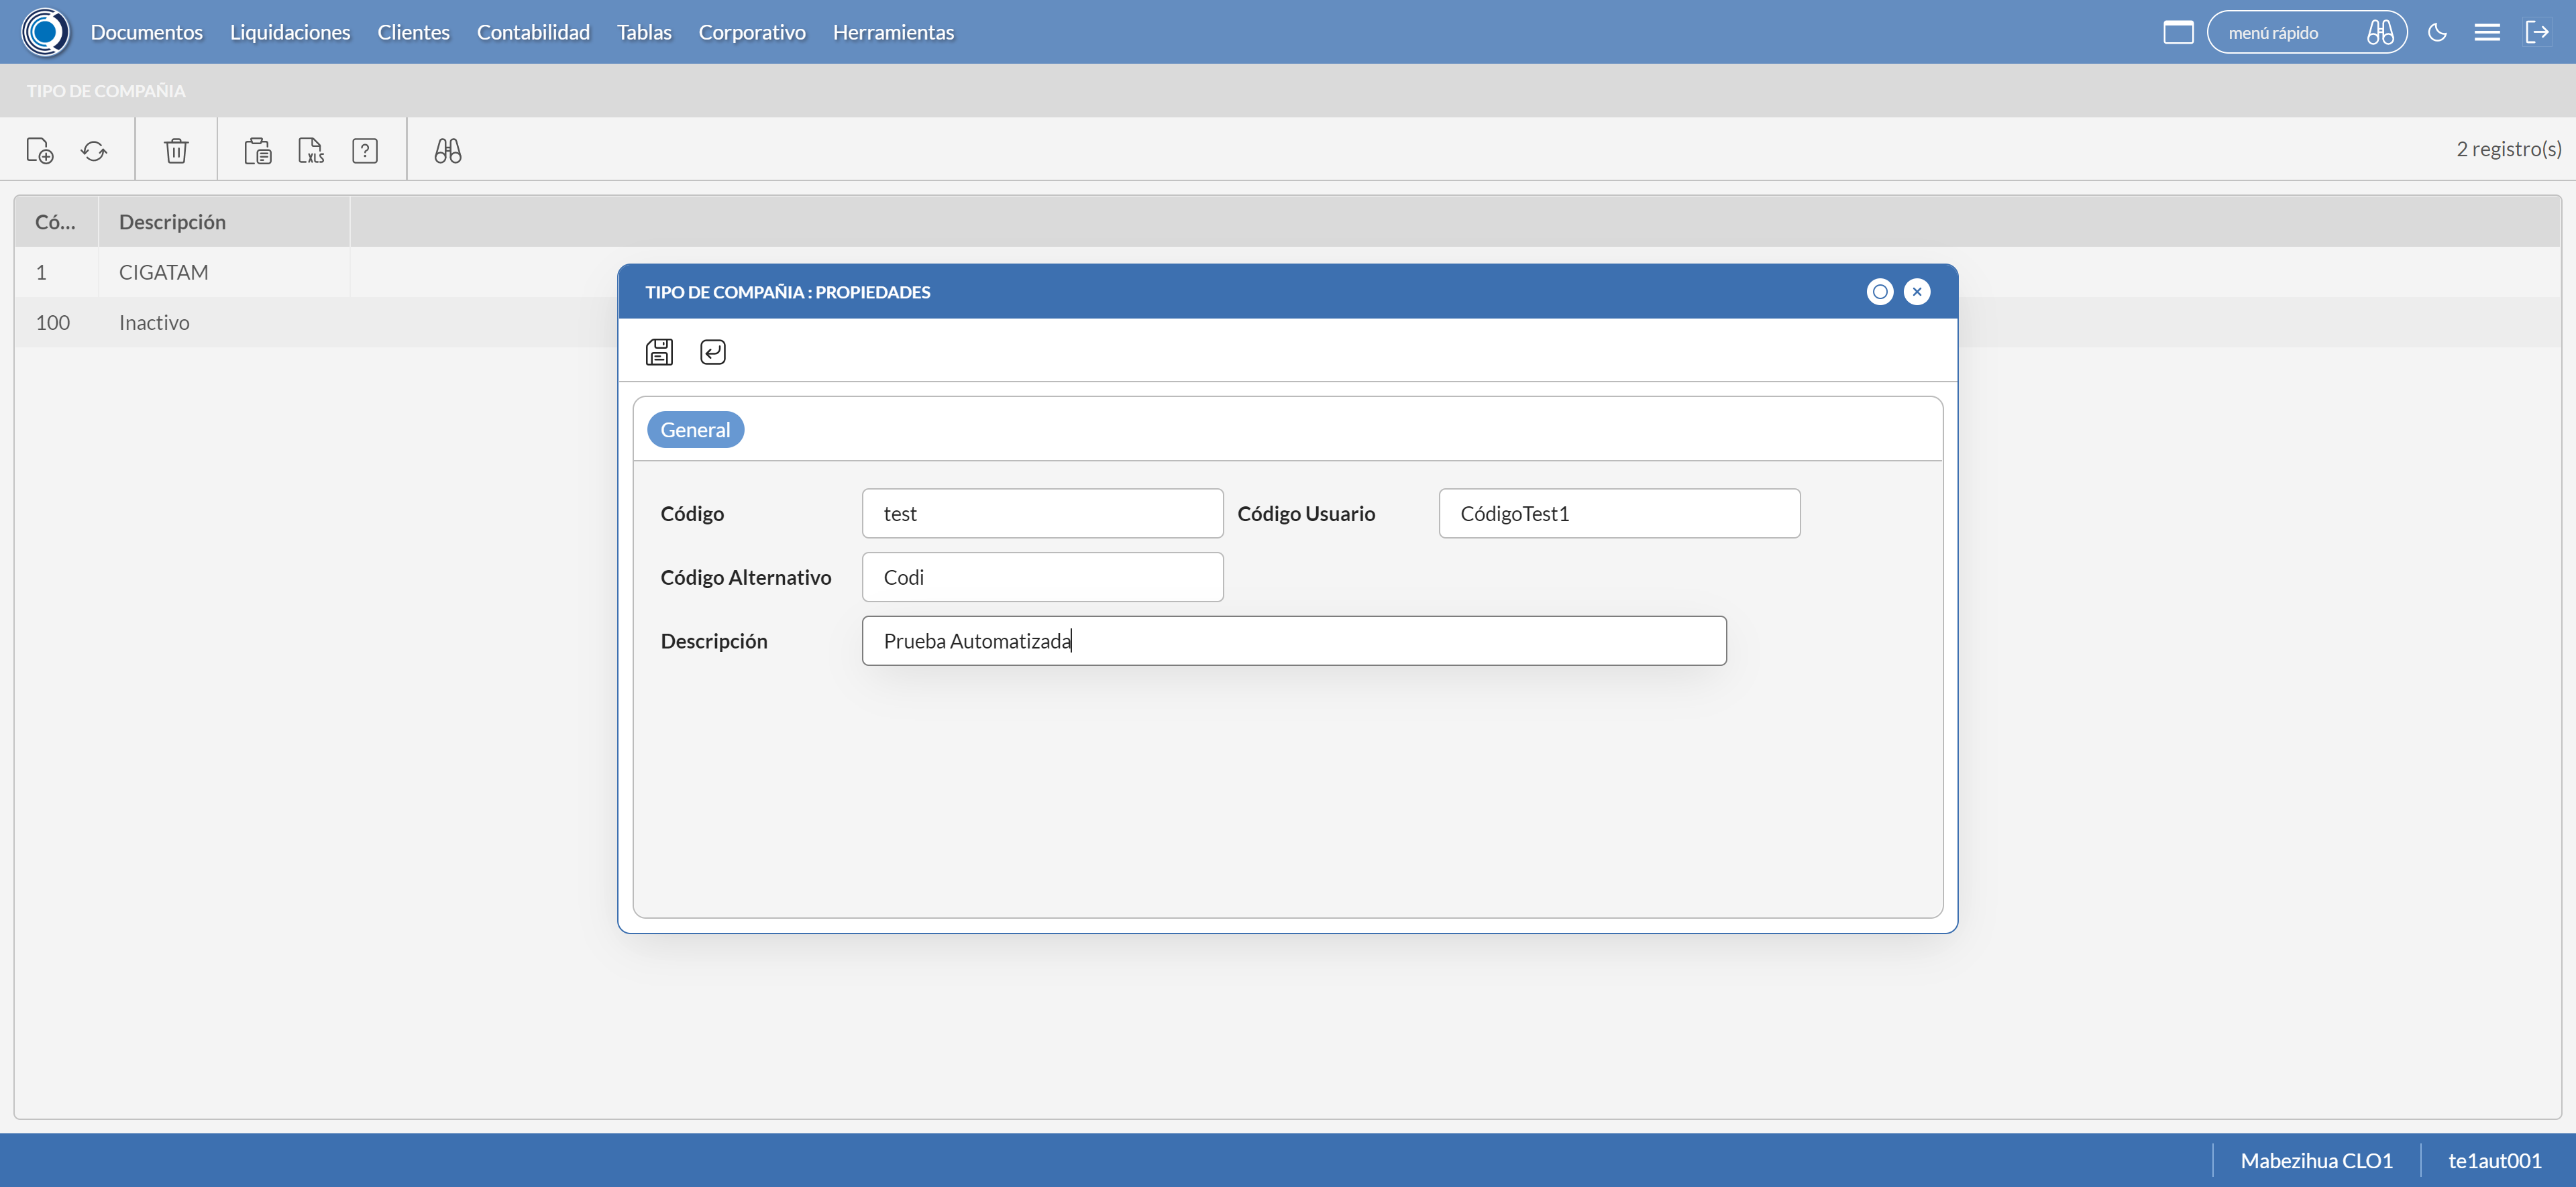 Documentos Liquidaciones Clientes Contabilidad Tablas Corporativo Herramientas menú rápido
TIPO DE COMPAÑIA
XLS ? 2 registro(s)
Có... Descripción
1 CIGATAM
100 Inactivo
TIPO DE COMPAÑIA : PROPIEDADES
General
Código test Código Usuario CódigoTest1
Código Alternativo Codi
Descripción Prueba Automatizada
Mabezihua CLO1 te1aut001